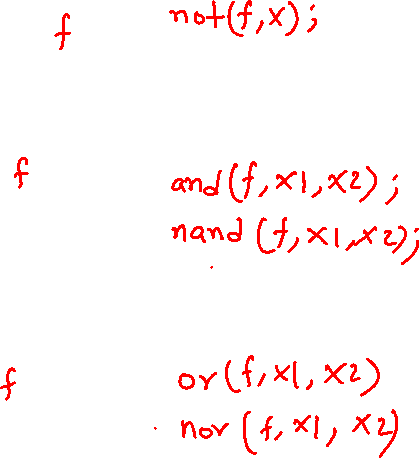 f not(f,x);
f and(f,x1,x2);
nand(f,x1,x2);
f or(f,x1,x2)
nor(f,x1,x2)